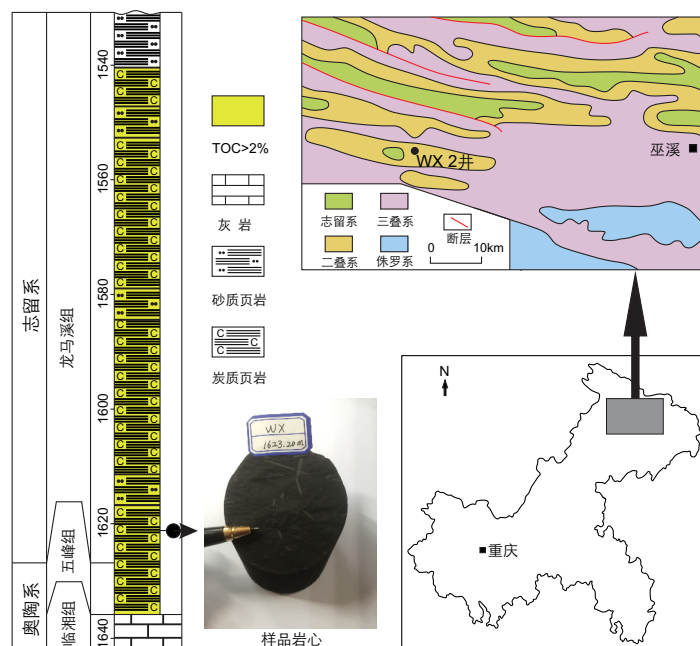 志留系
奥陶系
龙马溪组
五峰组
临湘组
1540
1560
1580
1600
1620
1640
C
TOC>2%
灰 岩
砂质页岩
炭质页岩
WX
1623.20m
样品岩心
WX 2井
巫溪
志留系
三叠系
断层
二叠系
侏罗系
0 10km
N
重庆